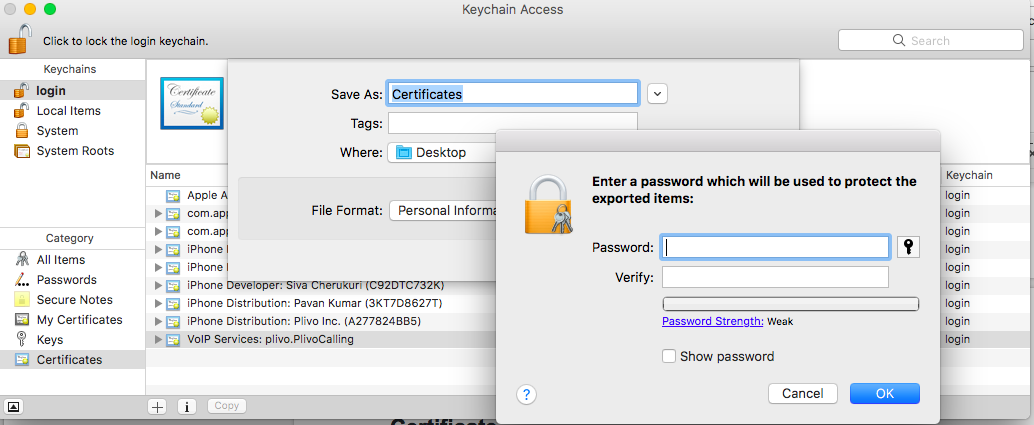 Keychain Access
Click to lock the login keychain.
Search
Keychains
login
Local Items
System
System Roots
Certificate
Standard
Save As: Certificates
Tags:
Where: Desktop
File Format: Personal Informa
Enter a password which will be used to protect the
exported items:
Password:
Verify:
Password Strength: Weak
Show password
? Cancel OK
Name Keychain
Apple A login
com.app login
com.app login
iPhone login
iPhone login
iPhone Developer: Siva Cherukuri (C92DTC732K) login
iPhone Distribution: Pavan Kumar (3KT7D8627T) login
iPhone Distribution: Plivo Inc. (A277824BB5) login
VoIP Services: plivo.PlivoCalling login
Category
All Items
Passwords
Secure Notes
My Certificates
Keys
Certificates
Copy